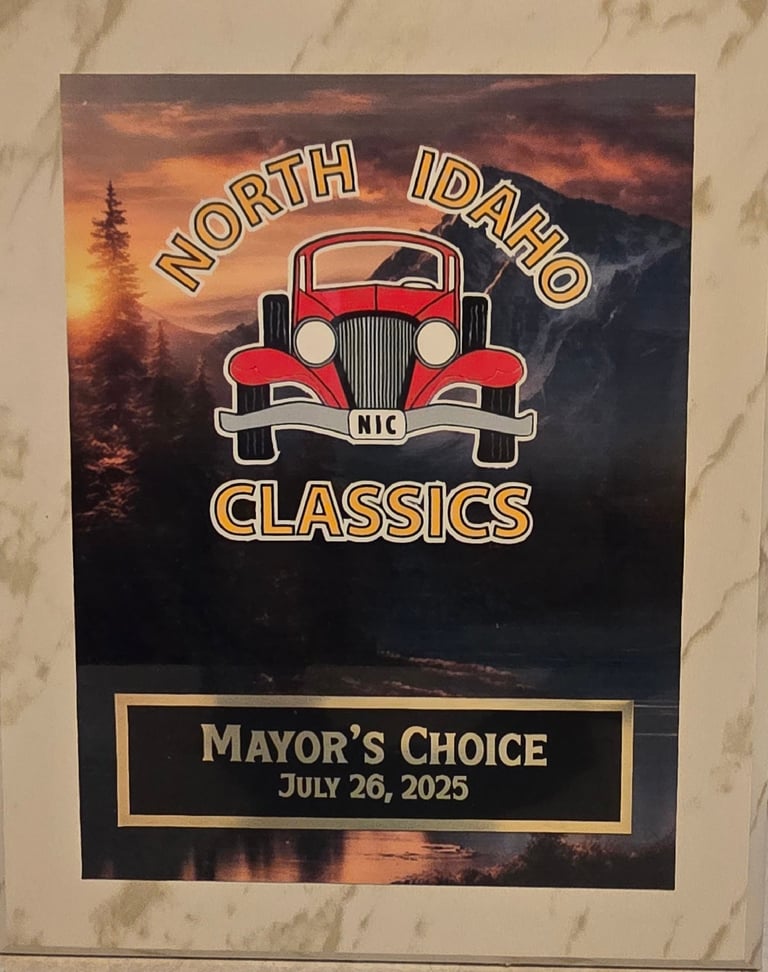 NORTH IDAHO
NIC
CLASSICS
MAYOR'S CHOICE
JULY 26, 2025